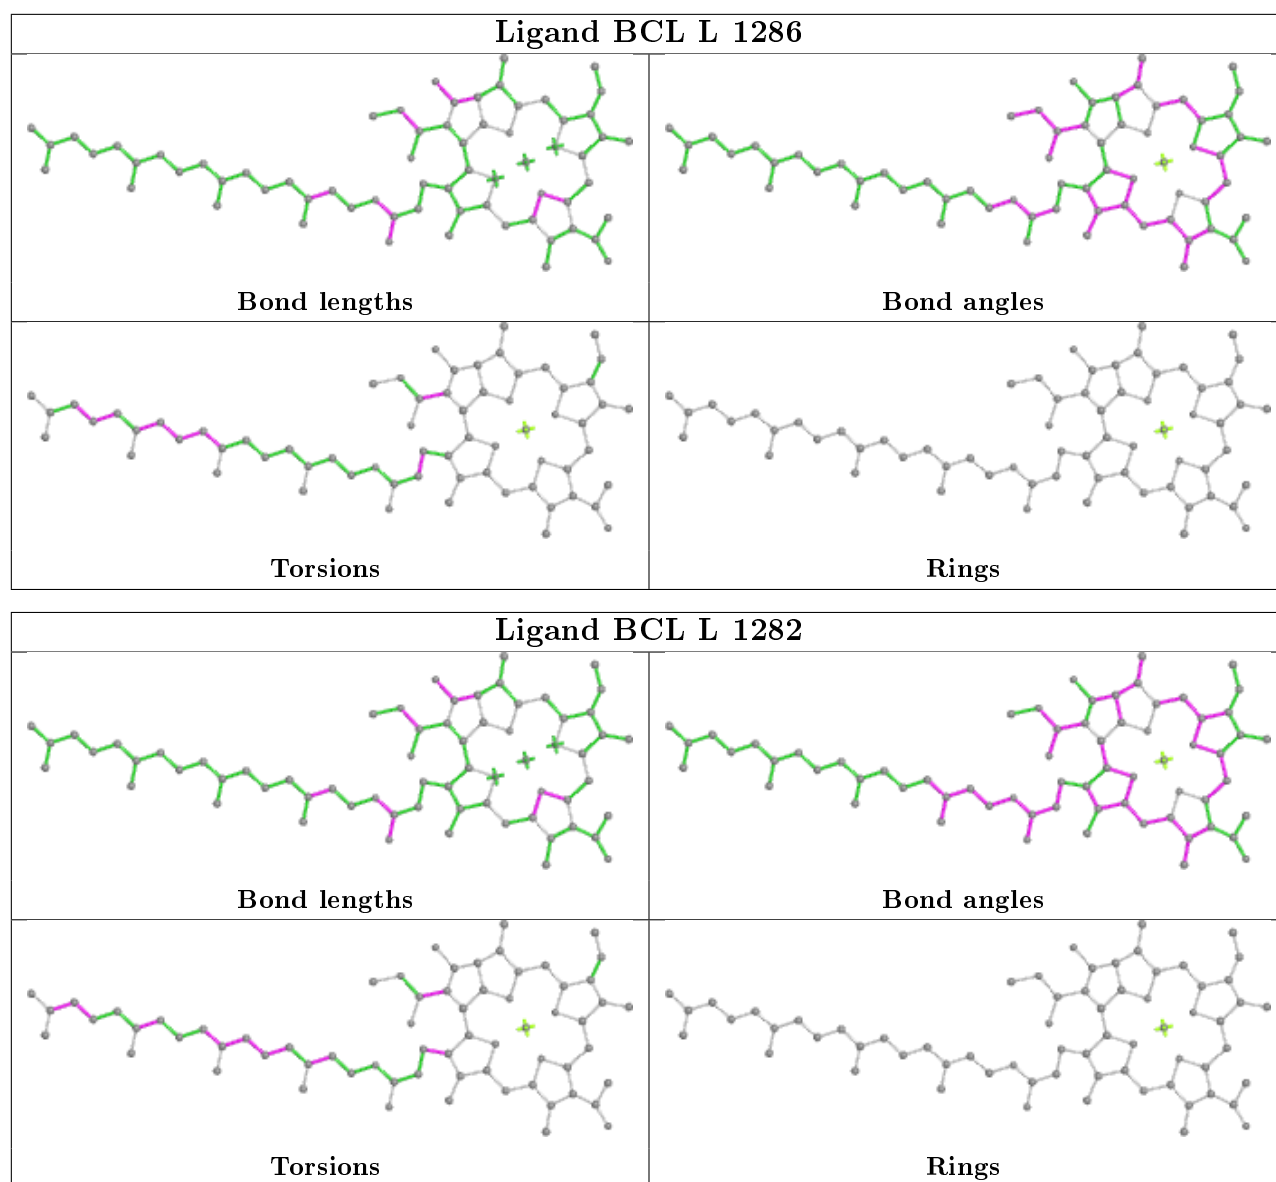 Ligand BCL L 1286
Bond lengths
Bond angles
Torsions
Rings
Ligand BCL L 1282
Bond lengths
Bond angles
Torsions
Rings